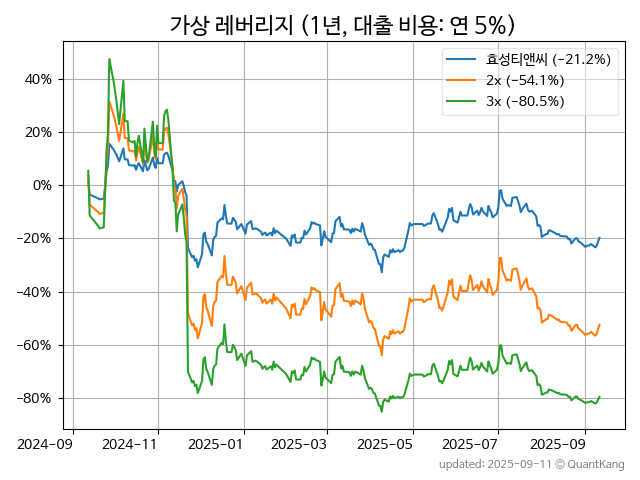 가상 레버리지 (1년, 대출 비용: 연 5%)
효성티앤씨 (-21.2%)
2x (-54.1%)
3x (-80.5%)
40%
20%
0%
-20%
-40%
-60%
-80%
2024-09 2024-11 2025-01 2025-03 2025-05 2025-07 2025-09
updated: 2025-09-11 © QuantKang